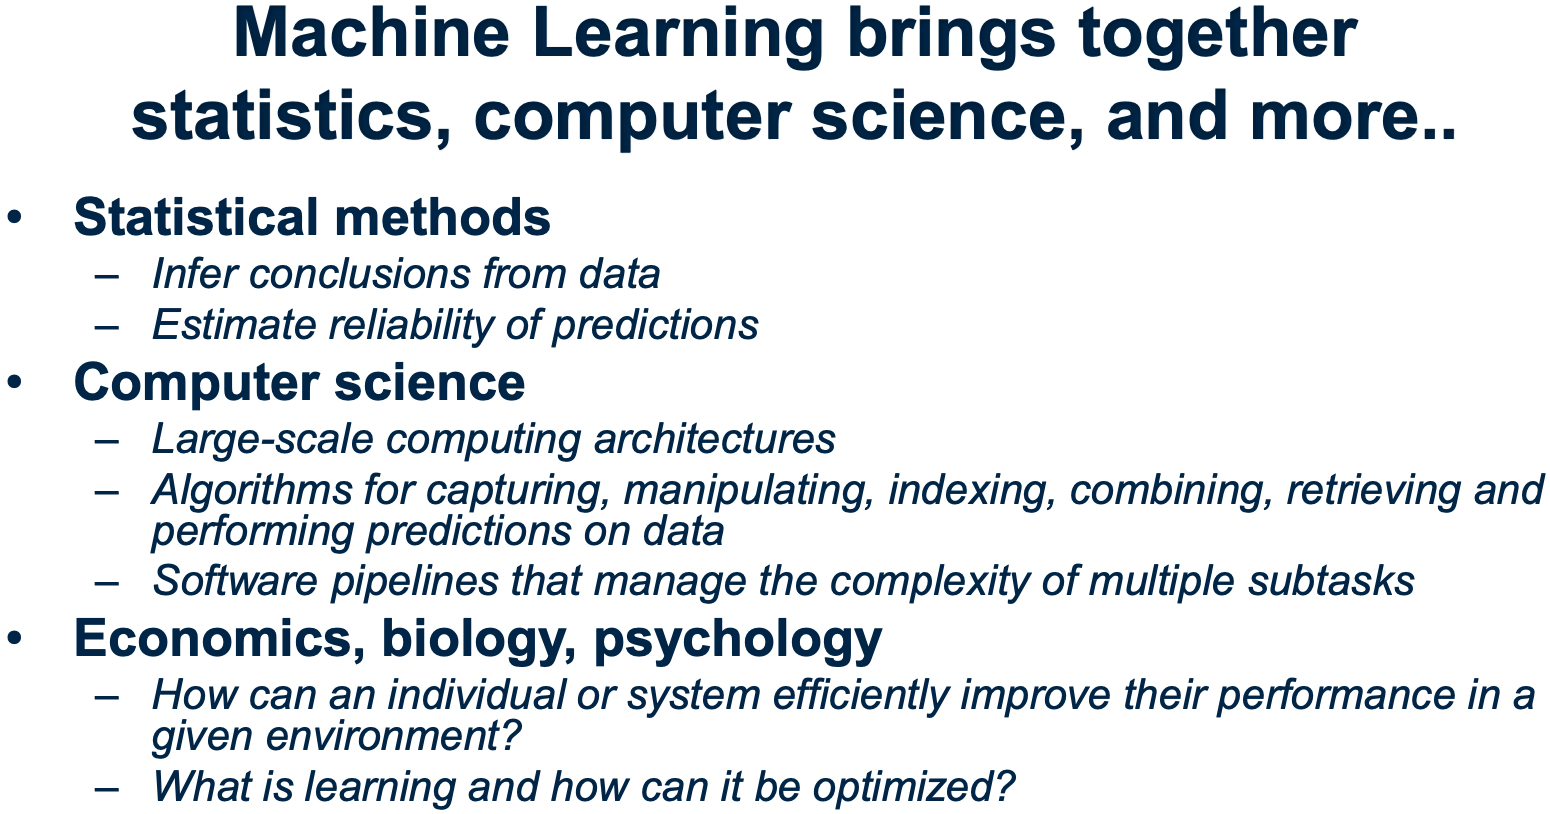 Machine Learning brings together
statistics, computer science, and more..
• Statistical methods
– Infer conclusions from data
– Estimate reliability of predictions
• Computer science
– Large-scale computing architectures
– Algorithms for capturing, manipulating, indexing, combining, retrieving and
performing predictions on data
– Software pipelines that manage the complexity of multiple subtasks
• Economics, biology, psychology
– How can an individual or system efficiently improve their performance in a
given environment?
– What is learning and how can it be optimized?